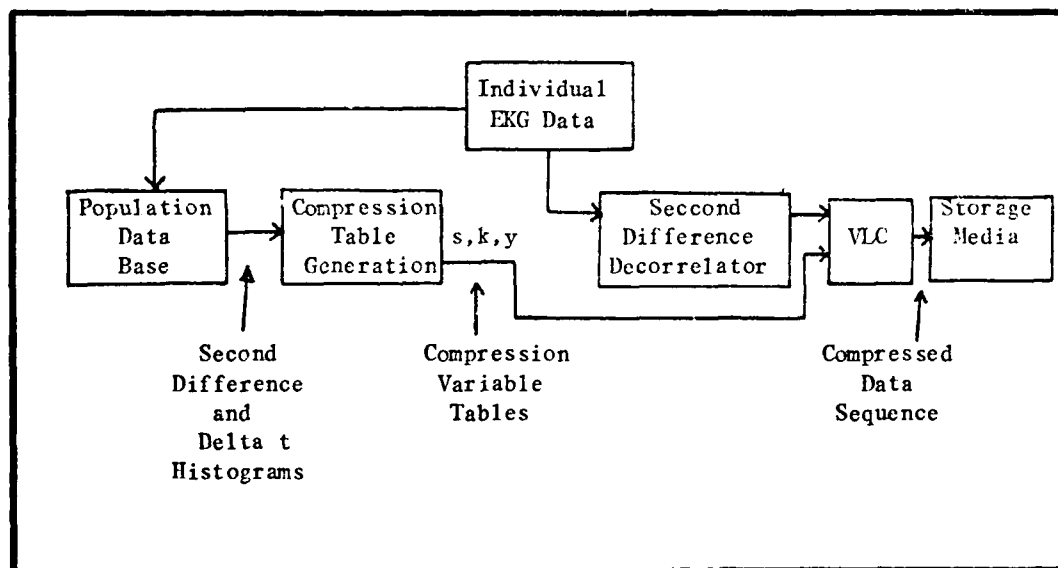 Individual
EKG Data
Population
Data
Base
Compression
Table
Generation
s,k,y
Seccond
Difference
Decorrelator
VLC
Storage
Media
Second
Difference
and
Delta t
Histograms
Compression
Variable
Tables
Compressed
Data
Sequence